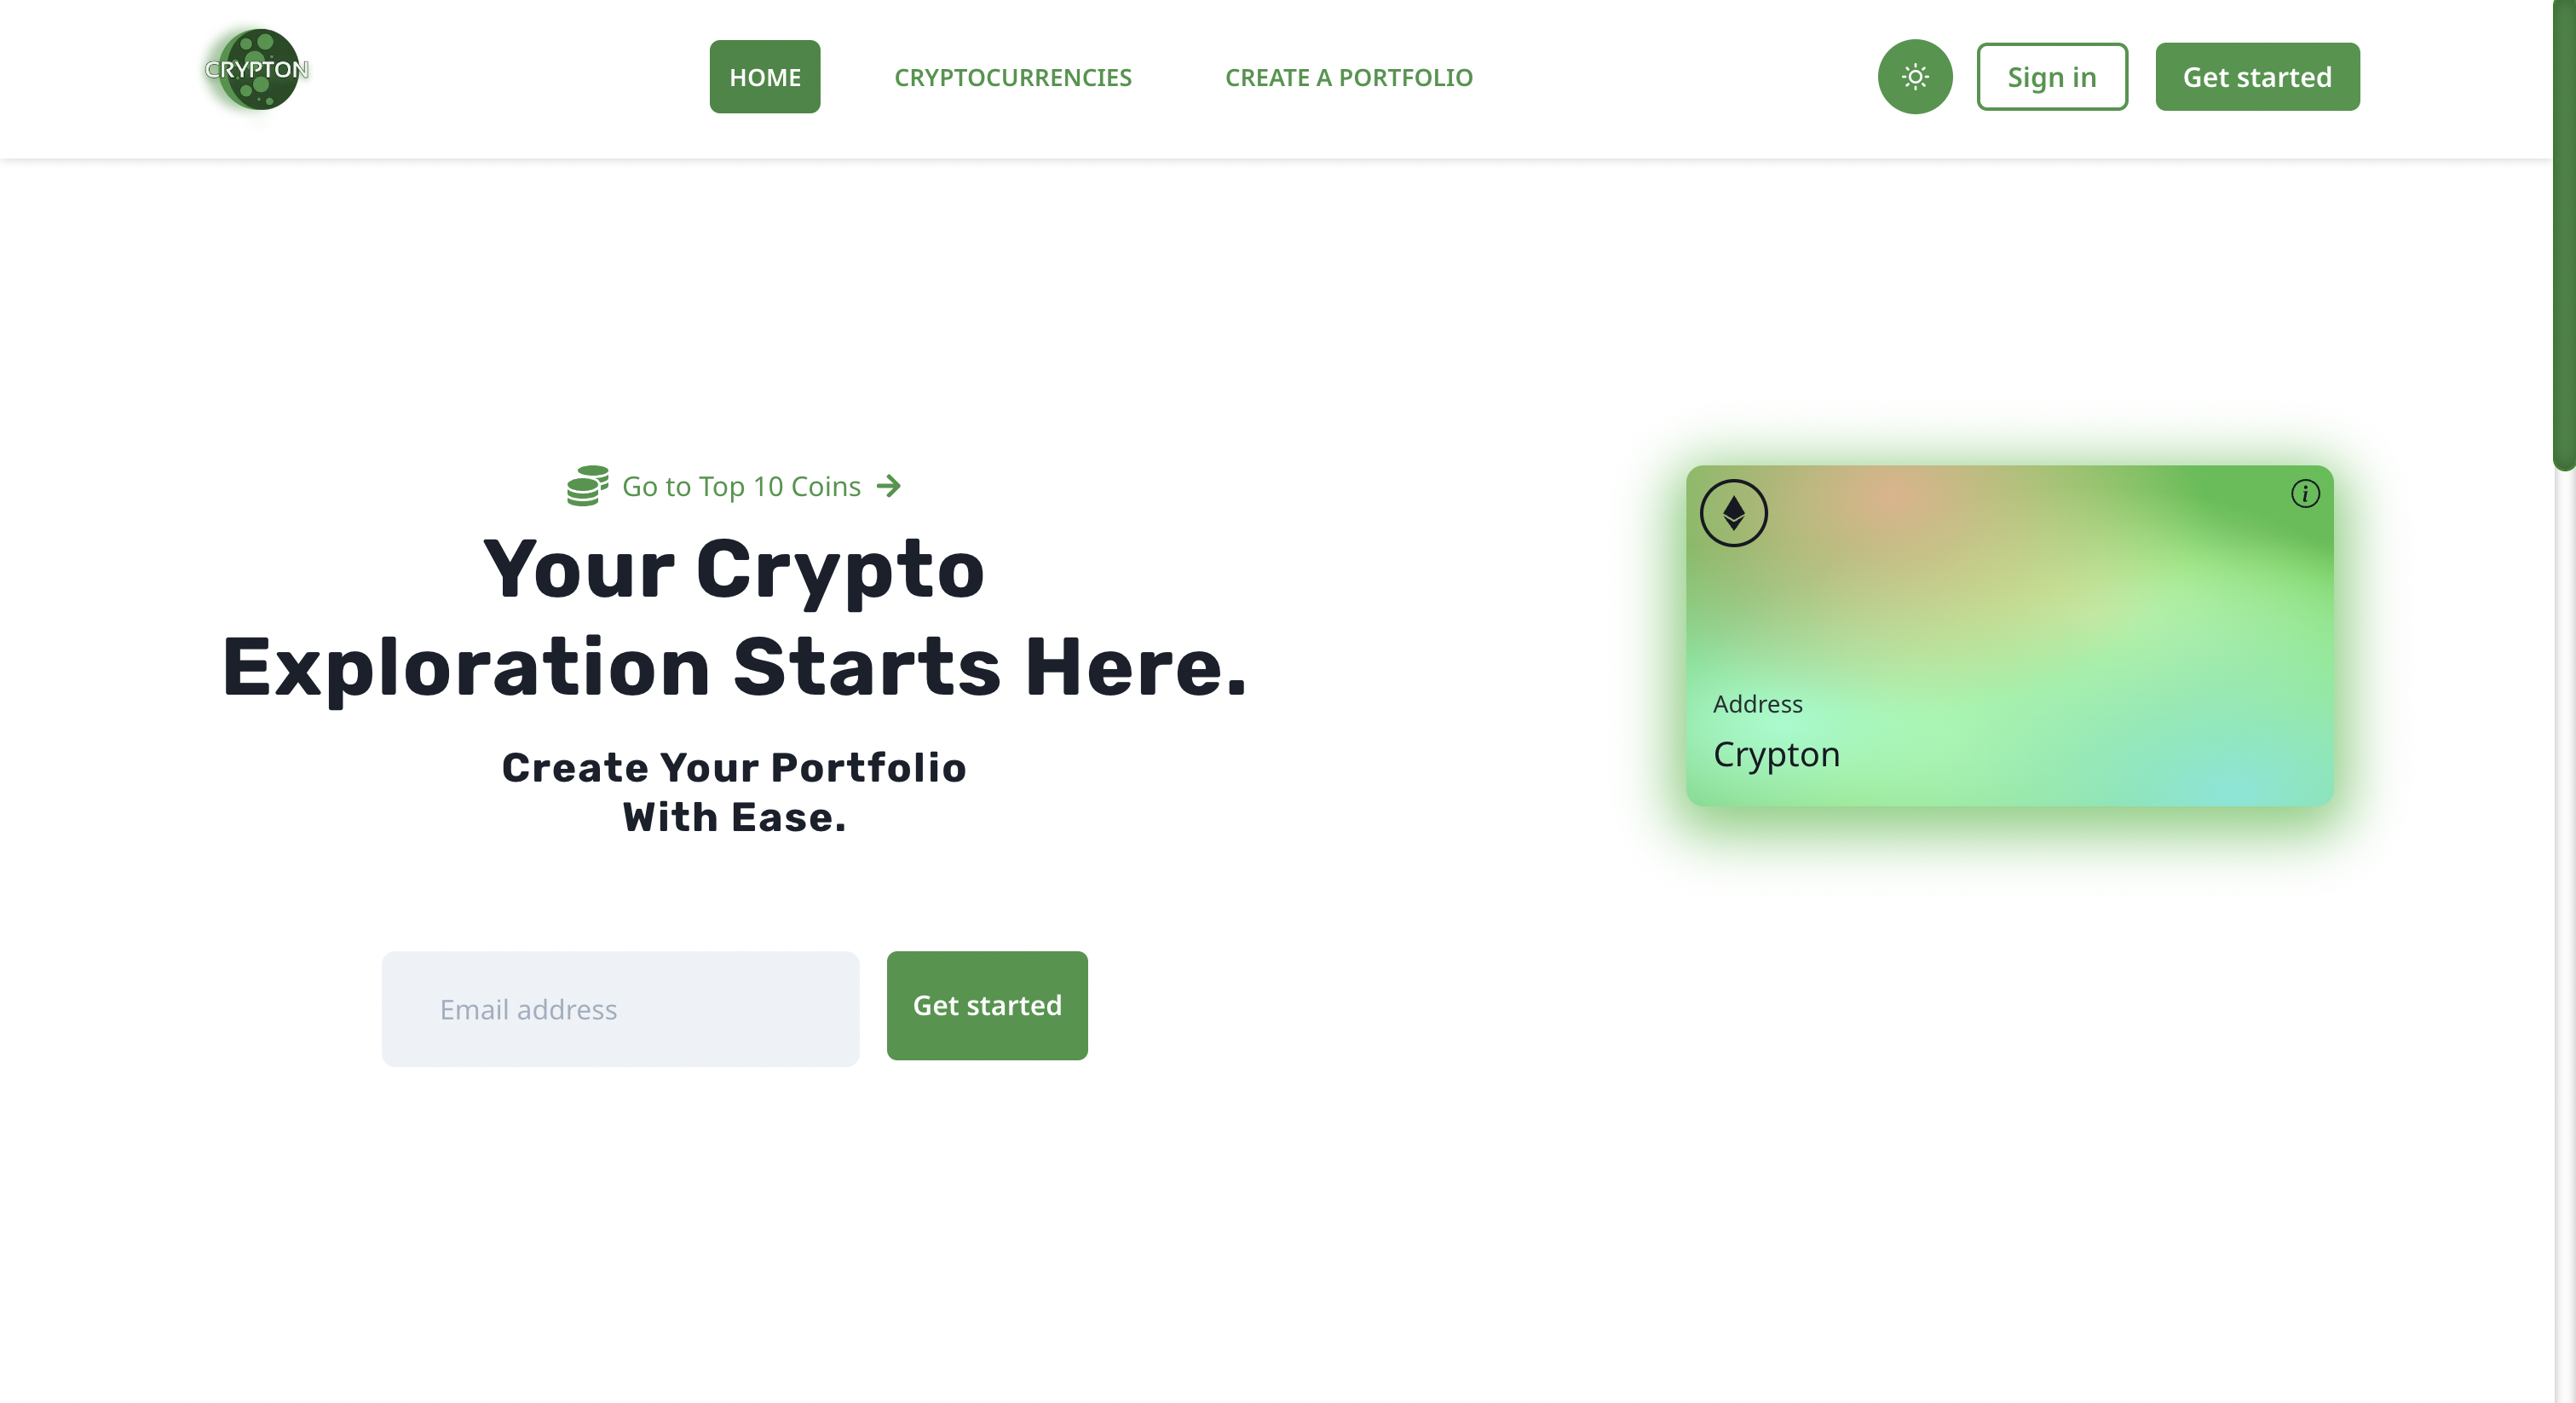 CRYPTON
HOME
CRYPTOCURRENCIES
CREATE A PORTFOLIO
Sign in
Get started
Go to Top 10 Coins
Your Crypto
Exploration Starts Here.
Create Your Portfolio
With Ease.
Email address
Get started
i
Address
Crypton